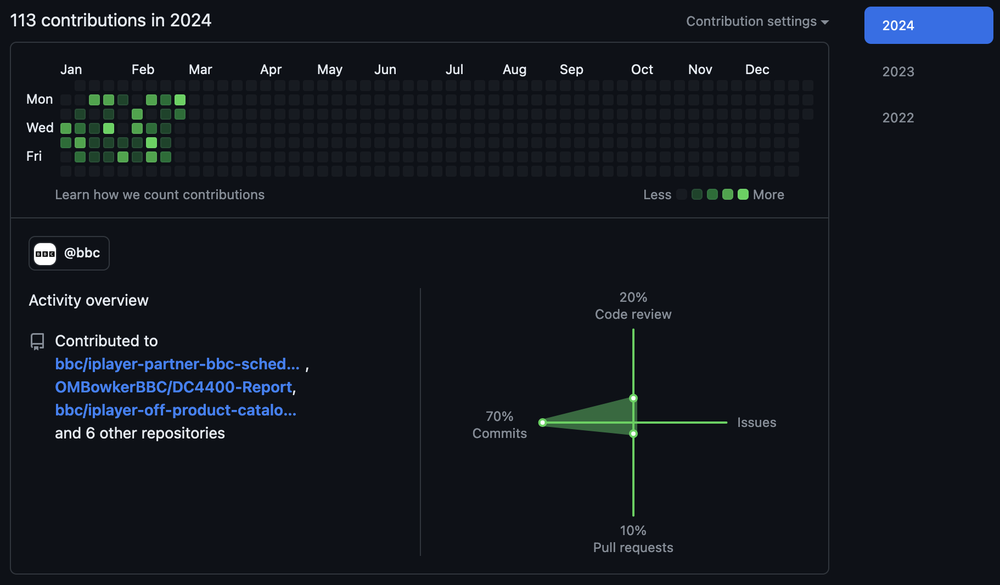 113 contributions in 2024
Contribution settings
2024
2023
2022
Jan Feb Mar Apr May Jun Jul Aug Sep Oct Nov Dec
Mon
Wed
Fri
Learn how we count contributions
Less More
BBC @bbc
Activity overview
Contributed to
bbc/iplayer-partner-bbc-sched... ,
OMBowkerBBC/DC4400-Report,
bbc/iplayer-off-product-catalo...
and 6 other repositories
20%
Code review
70%
Commits
Issues
10%
Pull requests